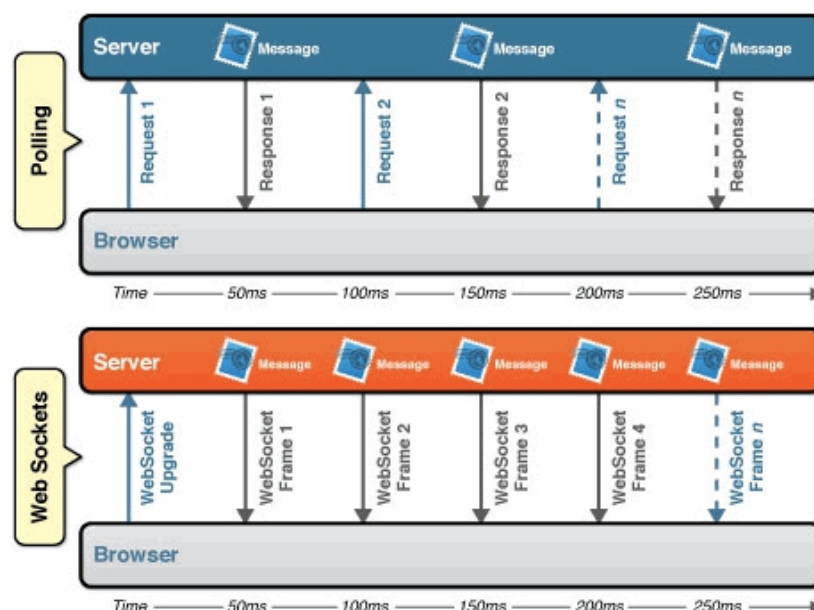 Polling
Server
Message
Message
Message
Request 1
Response 1
Request 2
Response 2
Request n
Response n
Browser
Time 50ms 100ms 150ms 200ms 250ms
Web Sockets
Server
Message
Message
Message
Message
Message
WebSocket
Upgrade
WebSocket
Frame 1
WebSocket
Frame 2
WebSocket
Frame 3
WebSocket
Frame 4
WebSocket
Frame n
Browser
Time 50ms 100ms 150ms 200ms 250ms